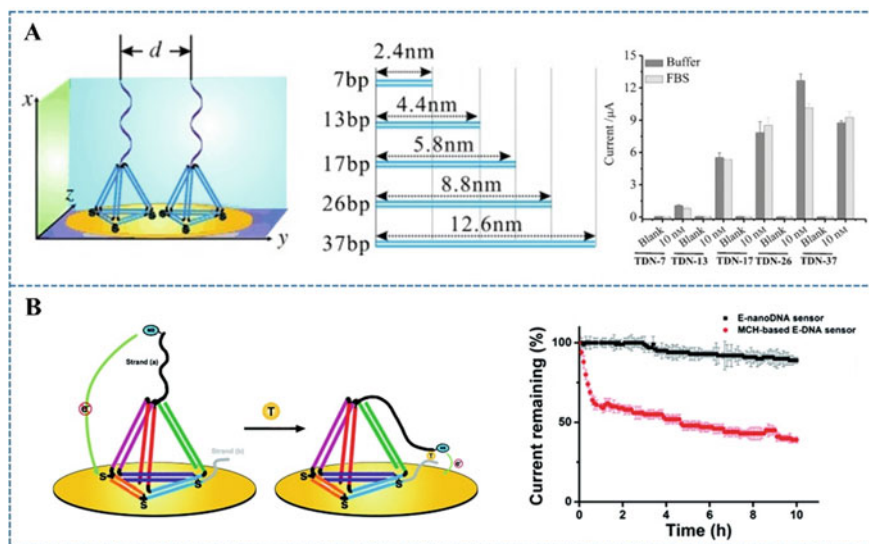 A
d
x
z
y
2.4nm
7bp
4.4nm
13bp
5.8nm
17bp
8.8nm
26bp
12.6nm
37bp
15
12
9
6
3
0
Current /μA
Buffer
FBS
Blank
10 nM
Blank
10 nM
Blank
10 nM
Blank
10 nM
Blank
10 nM
TDN-7 TDN-13 TDN-17 TDN-26 TDN-37
B
Strand (a)
e
S
S
S
T
Strand (b)
T
e
S
S
S
E-nanoDNA sensor
MCH-based E-DNA sensor
Current remaining (%)
100
50
0
0 2 4 6 8 10
Time (h)